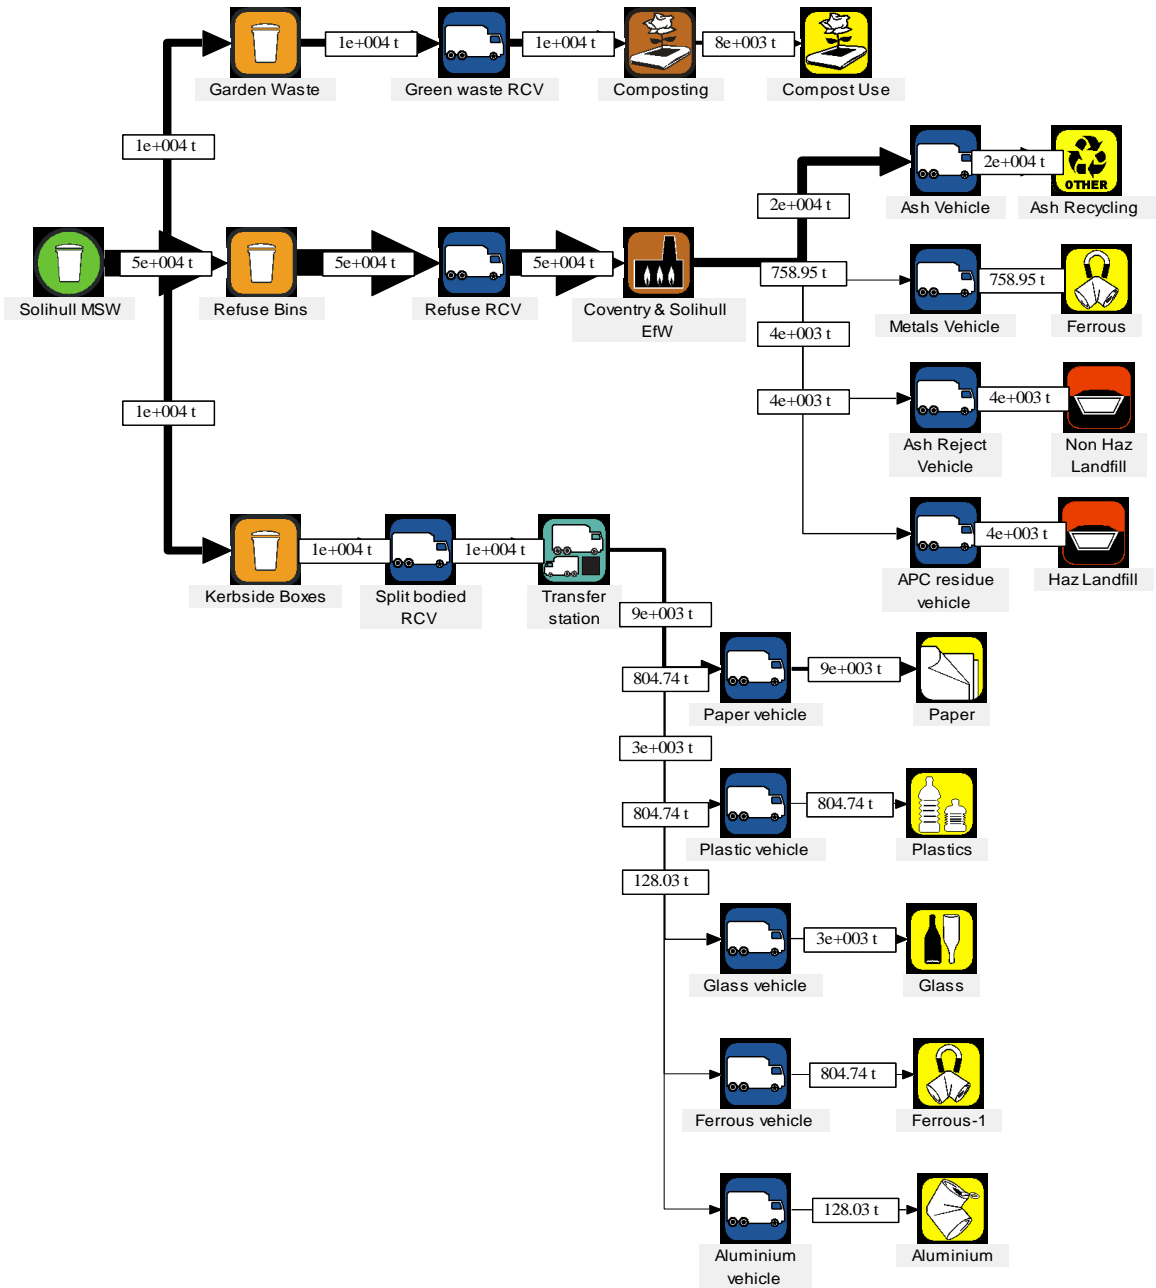 1e+004 t
1e+004 t
8e+003 t
Garden Waste
Green waste RCV
Composting
Compost Use
1e+004 t
2e+004 t
OTHER
Ash Vehicle
Ash Recycling
2e+004 t
5e+004 t
5e+004 t
5e+004 t
758.95 t
758.95 t
Solihull MSW
Refuse Bins
Refuse RCV
Coventry & Solihull
EfW
Metals Vehicle
Ferrous
4e+003 t
4e+003 t
4e+003 t
1e+004 t
Ash Reject
Vehicle
Non Haz
Landfill
4e+003 t
1e+004 t
1e+004 t
APC residue
vehicle
Haz Landfill
Kerbside Boxes
Split bodied
RCV
Transfer
station
9e+003 t
804.74 t
9e+003 t
Paper vehicle
Paper
3e+003 t
804.74 t
804.74 t
Plastic vehicle
Plastics
128.03 t
3e+003 t
Glass vehicle
Glass
804.74 t
Ferrous vehicle
Ferrous-1
128.03 t
Aluminium
vehicle
Aluminium